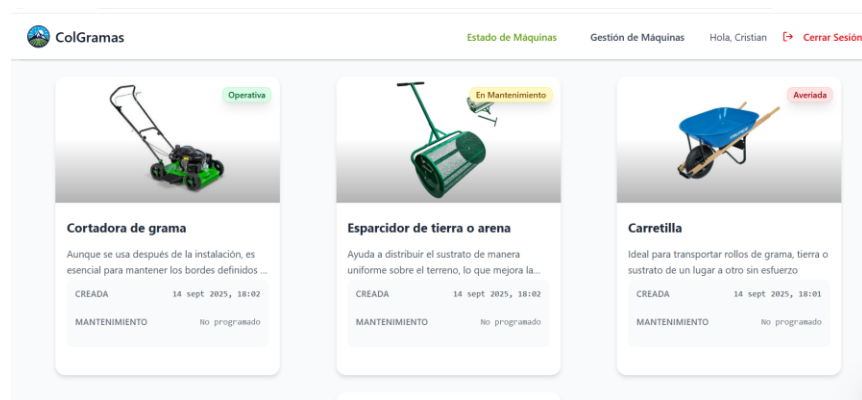 ColGramas
Estado de Máquinas
Gestión de Máquinas
Hola, Cristian
Cerrar Sesión
Operativa
Cortadora de grama
Aunque se usa después de la instalación, es
esencial para mantener los bordes definidos ...
CREADA 14 sept 2025, 18:02
MANTENIMIENTO No programado
En Mantenimiento
Esparcidor de tierra o arena
Ayuda a distribuir el sustrato de manera
uniforme sobre el terreno, lo que mejora la...
CREADA 14 sept 2025, 18:02
MANTENIMIENTO No programado
Averiada
Carretilla
Ideal para transportar rollos de grama, tierra o
sustrato de un lugar a otro sin esfuerzo
CREADA 14 sept 2025, 18:01
MANTENIMIENTO No programado